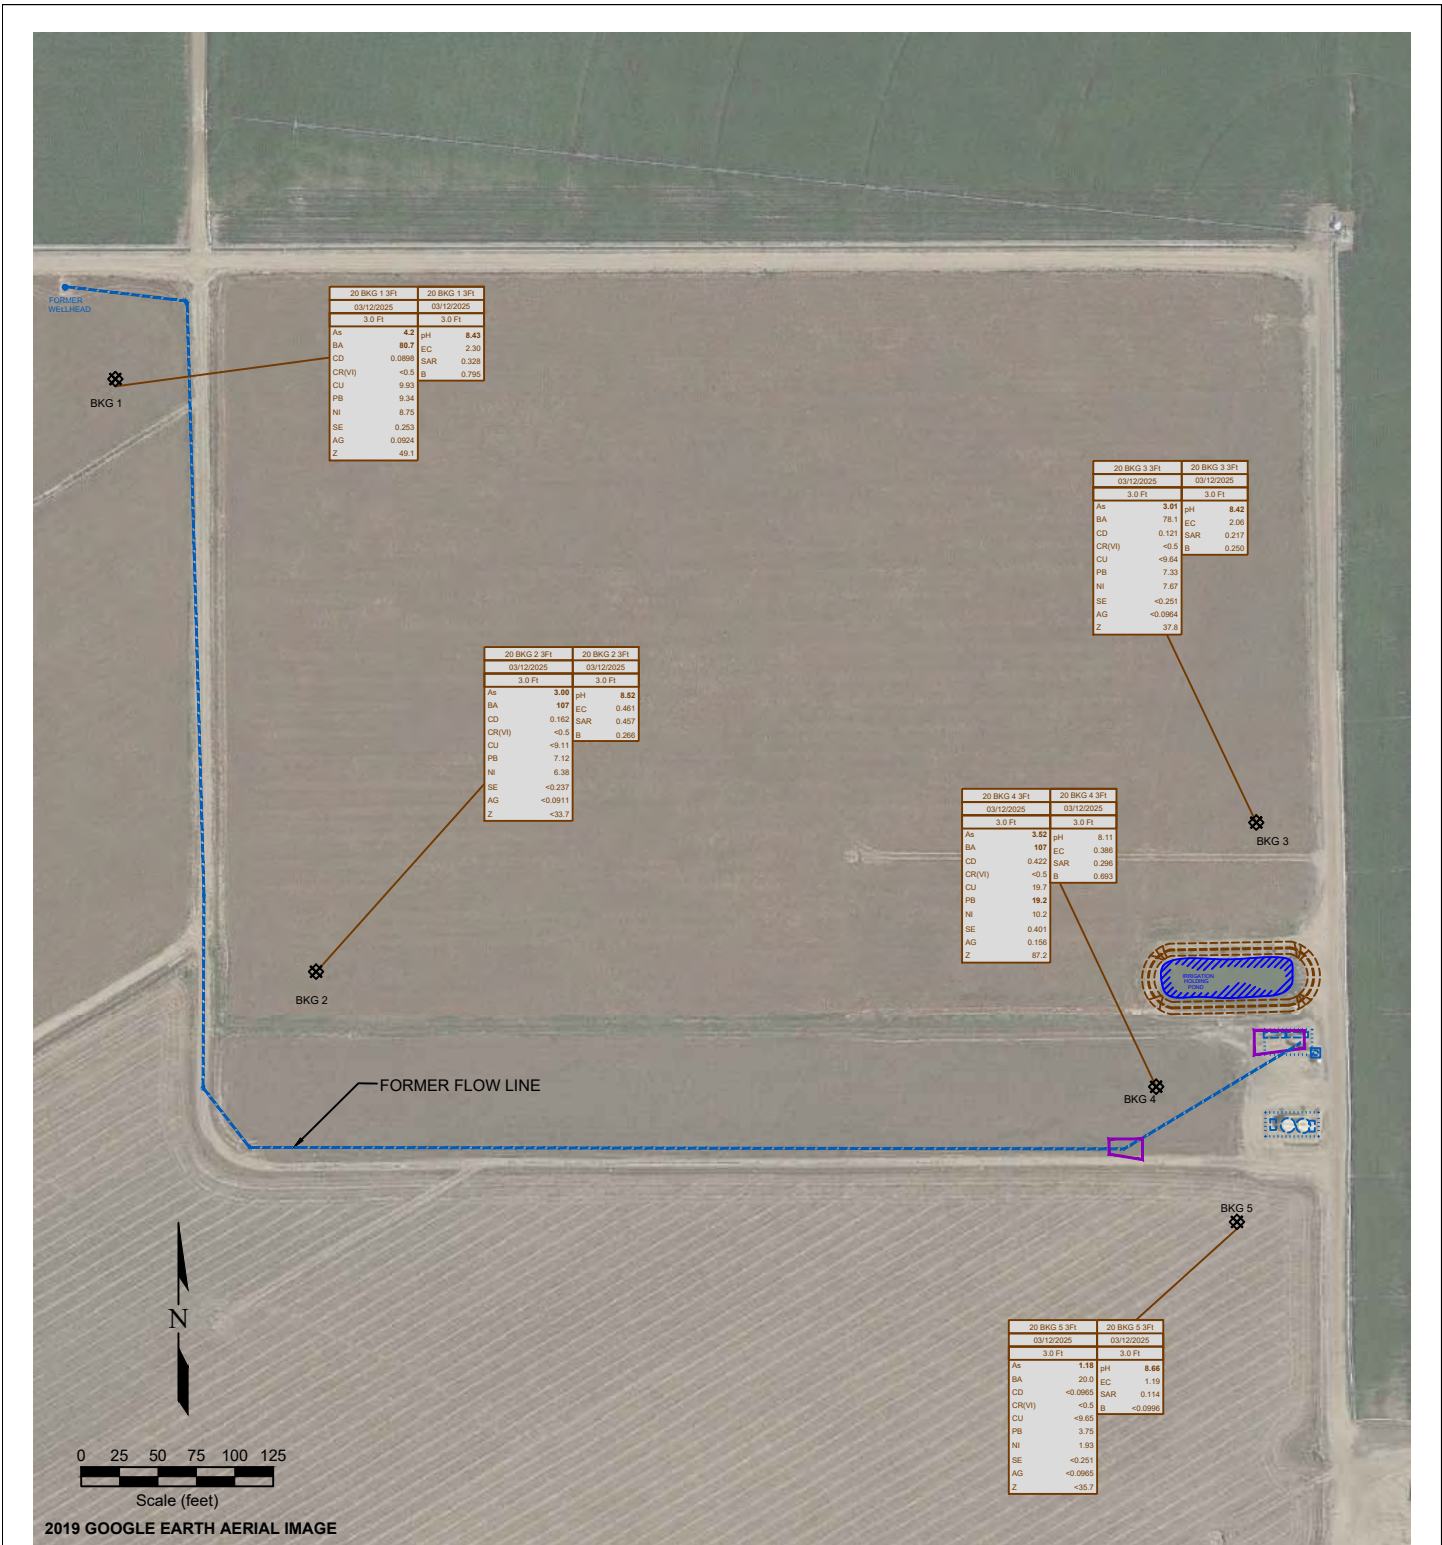 FORMER
WELLHEAD
BKG 1
20 BKG 1 3Ft 20 BKG 1 3Ft
03/12/2025 03/12/2025
3.0 Ft 3.0 Ft
As 4.2 pH 8.43
BA 80.7 EC 2.30
CD 0.0898 SAR 0.328
CR(VI) <0.5 B 0.795
CU 9.93
PB 9.34
NI 8.75
SE 0.253
AG 0.0924
Z 49.1
20 BKG 3 3Ft 20 BKG 3 3Ft
03/12/2025 03/12/2025
3.0 Ft 3.0 Ft
As 3.01 pH 8.42
BA 78.1 EC 2.06
CD 0.121 SAR 0.217
CR(VI) <0.5 B 0.250
CU <9.64
PB 7.33
NI 7.67
SE <0.251
AG <0.0964
Z 37.8
BKG 3
20 BKG 2 3Ft 20 BKG 2 3Ft
03/12/2025 03/12/2025
3.0 Ft 3.0 Ft
As 3.00 pH 8.52
BA 107 EC 0.461
CD 0.162 SAR 0.457
CR(VI) <0.5 B 0.266
CU <9.11
PB 7.12
NI 6.38
SE <0.237
AG <0.0911
Z <33.7
BKG 2
20 BKG 4 3Ft 20 BKG 4 3Ft
03/12/2025 03/12/2025
3.0 Ft 3.0 Ft
As 3.52 pH 8.11
BA 107 EC 0.386
CD 0.422 SAR 0.296
CR(VI) <0.5 B 0.693
CU 19.7
PB 19.2
NI 10.2
SE 0.401
AG 0.156
Z 87.2
IRRIGATION
HOLDING
POND
BKG 4
FORMER FLOW LINE
BKG 5
20 BKG 5 3Ft 20 BKG 5 3Ft
03/12/2025 03/12/2025
3.0 Ft 3.0 Ft
As 1.18 pH 8.66
BA 20.0 EC 1.19
CD <0.0965 SAR 0.114
CR(VI) <0.5 B <0.0996
CU <9.65
PB 3.75
NI 1.93
SE <0.251
AG <0.0965
Z <35.7
N
0 25 50 75 100 125
Scale (feet)
2019 GOOGLE EARTH AERIAL IMAGE